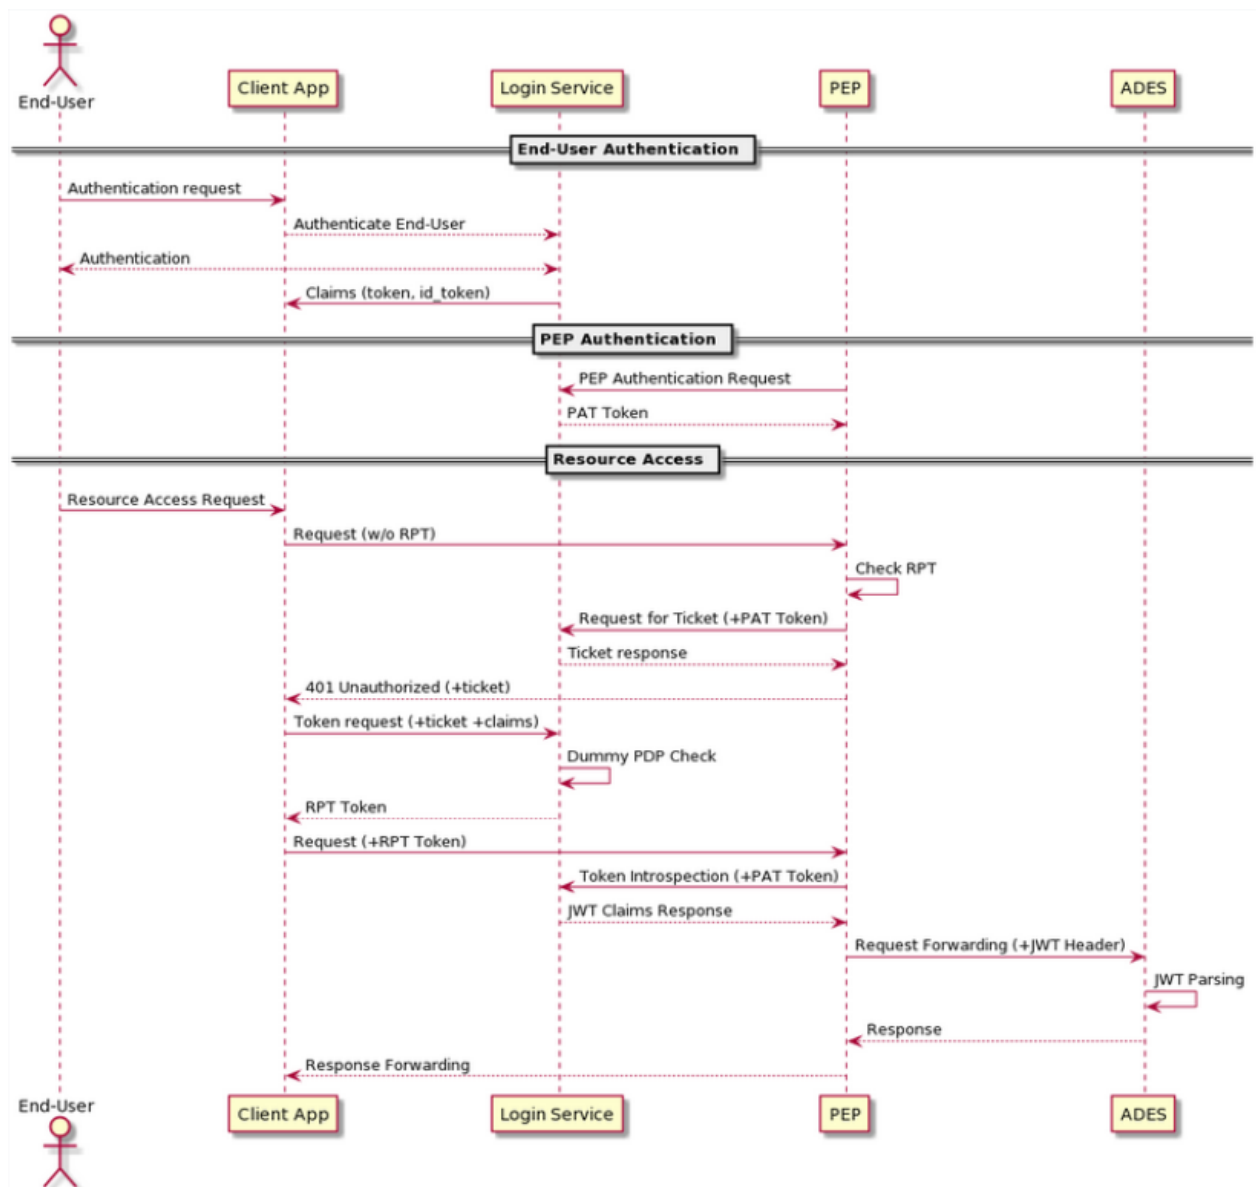 End-User
Client App
Login Service
PEP
ADES
End-User Authentication
Authentication request
Authenticate End-User
Authentication
Claims (token, id_token)
PEP Authentication
PEP Authentication Request
PAT Token
Resource Access
Resource Access Request
Request (w/o RPT)
Check RPT
Request for Ticket (+PAT Token)
Ticket response
401 Unauthorized (+ticket)
Token request (+ticket +claims)
Dummy PDP Check
RPT Token
Request (+RPT Token)
Token Introspection (+PAT Token)
JWT Claims Response
Request Forwarding (+JWT Header)
JWT Parsing
Response
Response Forwarding
End-User
Client App
Login Service
PEP
ADES